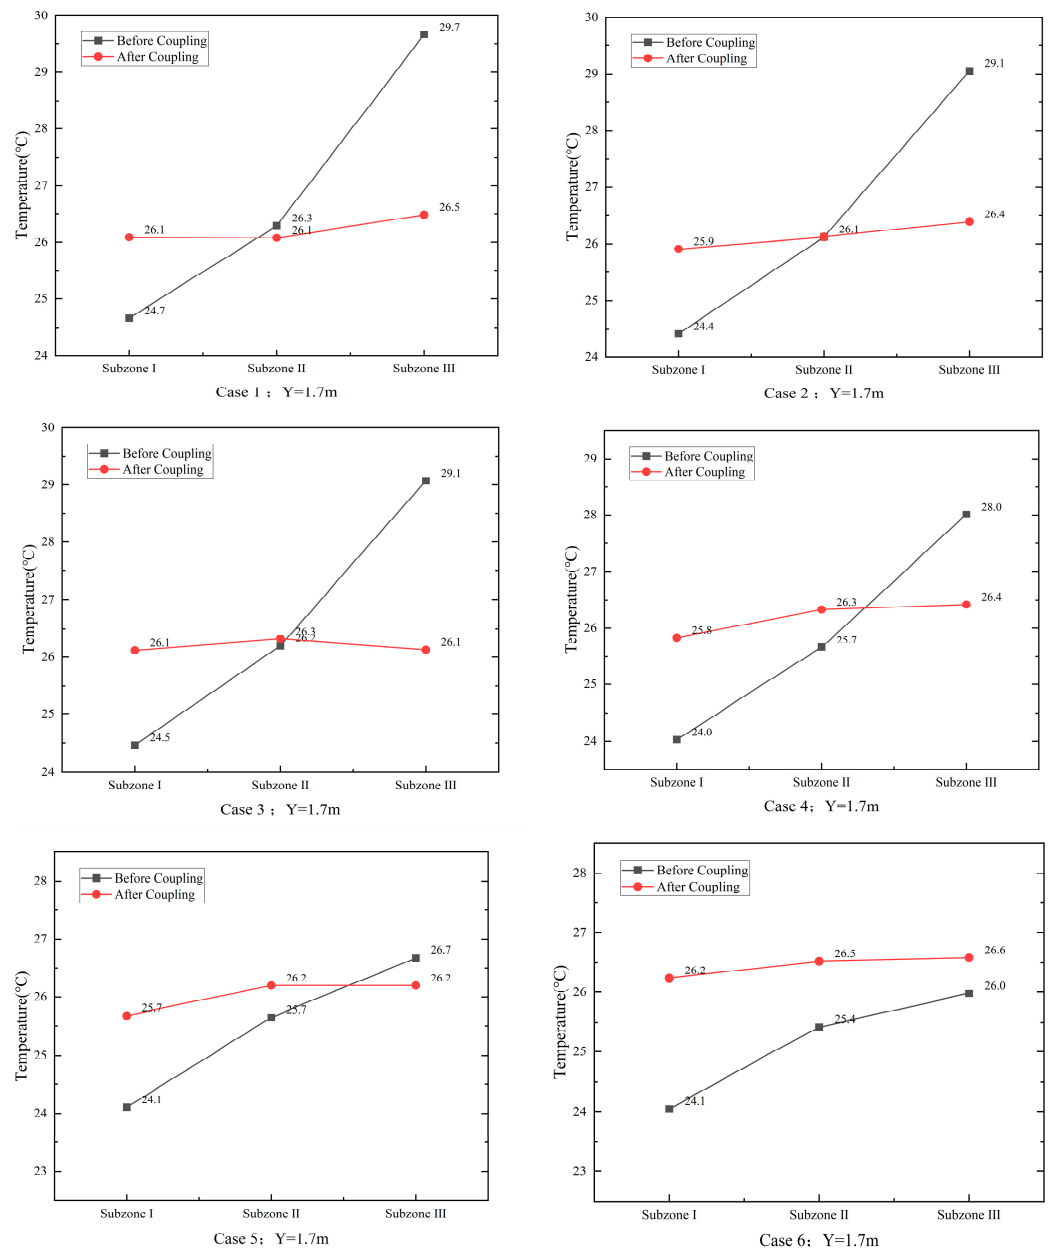 30
29
28
27
26
25
24
Temperature(℃)
Before Coupling
After Coupling
29.7
26.5
26.3
26.1
26.1
24.7
Subzone I
Subzone II
Subzone III
Case 1； Y=1.7m
30
29
28
27
26
25
24
Temperature(℃)
Before Coupling
After Coupling
29.1
26.4
26.1
25.9
24.4
Subzone I
Subzone II
Subzone III
Case 2； Y=1.7m
30
29
28
27
26
25
24
Temperature(℃)
Before Coupling
After Coupling
29.1
26.3
26.2
26.1
26.1
24.5
Subzone I
Subzone II
Subzone III
Case 3； Y=1.7m
29
28
27
26
25
24
Temperature(℃)
Before Coupling
After Coupling
28.0
26.4
26.3
25.8
25.7
24.0
Subzone I
Subzone II
Subzone III
Casc 4；Y=1.7m
28
27
26
25
24
23
Temperature(℃)
Before Coupling
After Coupling
26.7
26.2
26.2
25.7
25.7
24.1
Subzone I
Subzone II
Subzone III
Case 5；Y=1.7m
28
27
26
25
24
23
Temperature(℃)
Before Coupling
After Coupling
26.6
26.5
26.2
26.0
25.4
24.1
Subzone I
Subzone II
Subzone III
Case 6；Y=1.7m